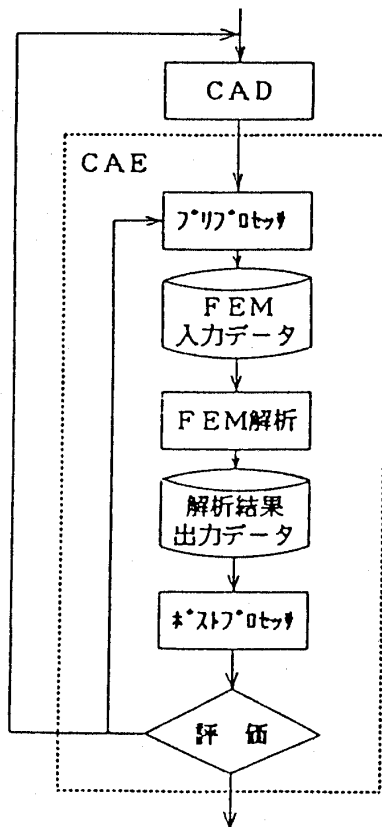 CAD
CAE
プリプロセッサ
FEM
入力データ
FEM解析
解析結果
出力データ
ポストプロセッサ
評価